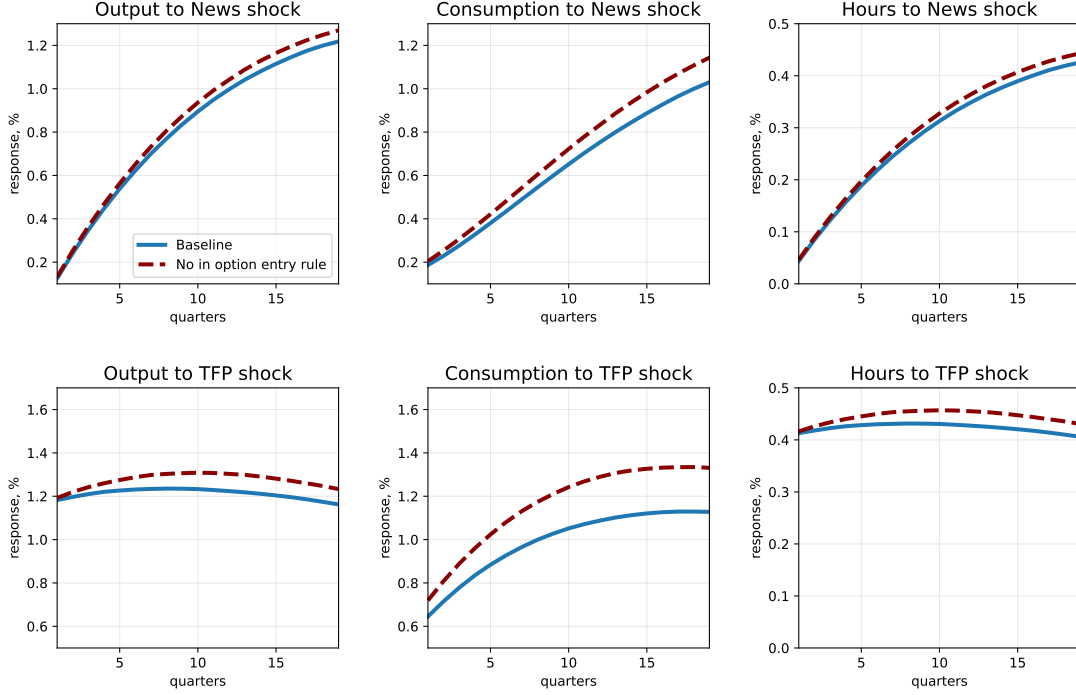 Output to News shock
Consumption to News shock
Hours to News shock
response, %
1.2
1.0
0.8
0.6
0.4
0.2
Baseline
No in option entry rule
5
10
15
quarters
response, %
1.2
1.0
0.8
0.6
0.4
0.2
5
10
15
quarters
response, %
0.5
0.4
0.3
0.2
0.1
0.0
5
10
15
quarters
Output to TFP shock
Consumption to TFP shock
Hours to TFP shock
response, %
1.6
1.4
1.2
1.0
0.8
0.6
5
10
15
quarters
response, %
1.6
1.4
1.2
1.0
0.8
0.6
5
10
15
quarters
response, %
0.5
0.4
0.3
0.2
0.1
0.0
5
10
15
quarters